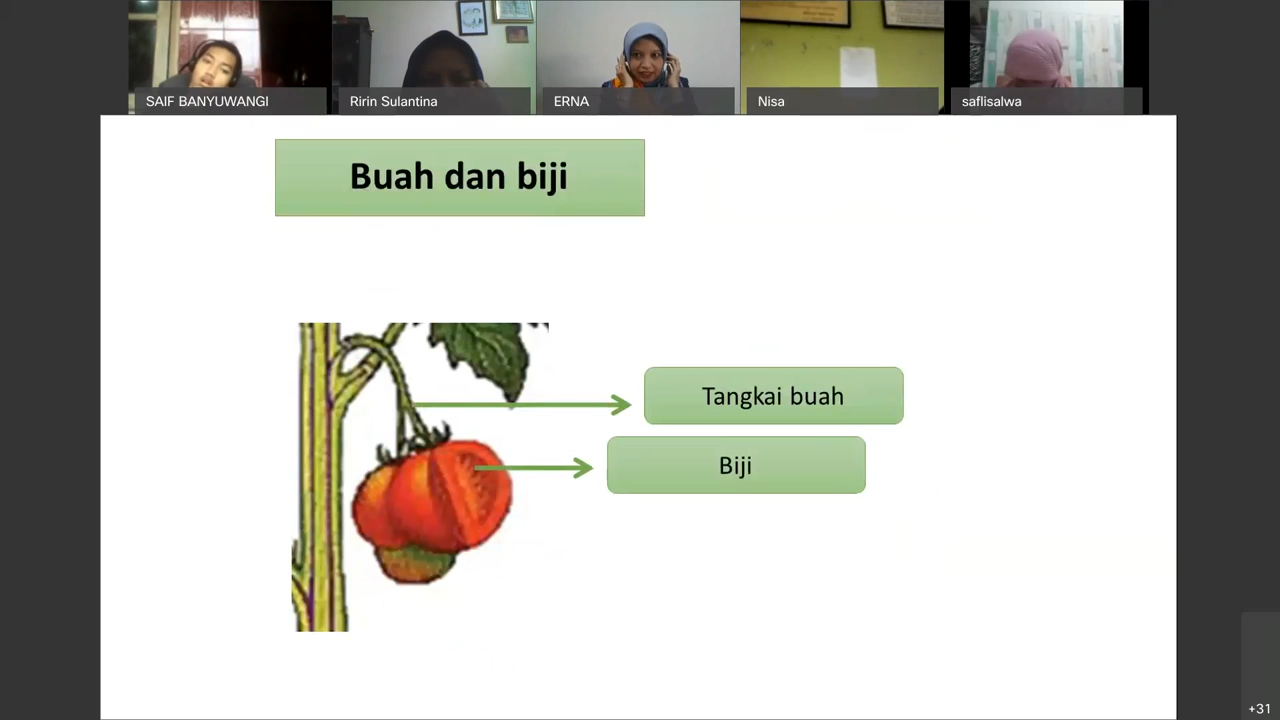 SAIF BANYUWANGI
Ririn Sulantina
ERNA
Nisa
saflisalwa
Buah dan biji
Tangkai buah
Biji
+31